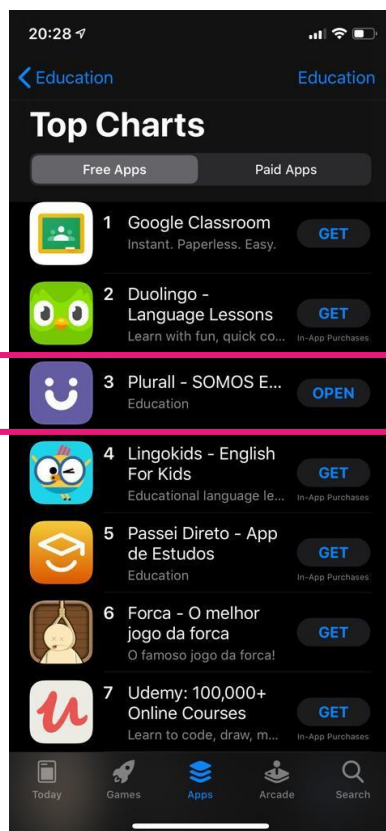 20:28
Education
Education
Top Charts
Free Apps
Paid Apps
1 Google Classroom
Instant. Paperless. Easy.
GET
2 Duolingo -
Language Lessons
Learn with fun, quick co...
GET
In-App Purchases
3 Plurall - SOMOS E...
Education
OPEN
4 Lingokids - English
For Kids
Educational language le...
GET
In-App Purchases
5 Passei Direto - App
de Estudos
Education
GET
In-App Purchases
6 Forca - O melhor
jogo da forca
O famoso jogo da forca!
GET
7 Udemy: 100,000+
Online Courses
Learn to code, draw, m...
GET
In-App Purchases
Today
Games
Apps
Arcade
Search